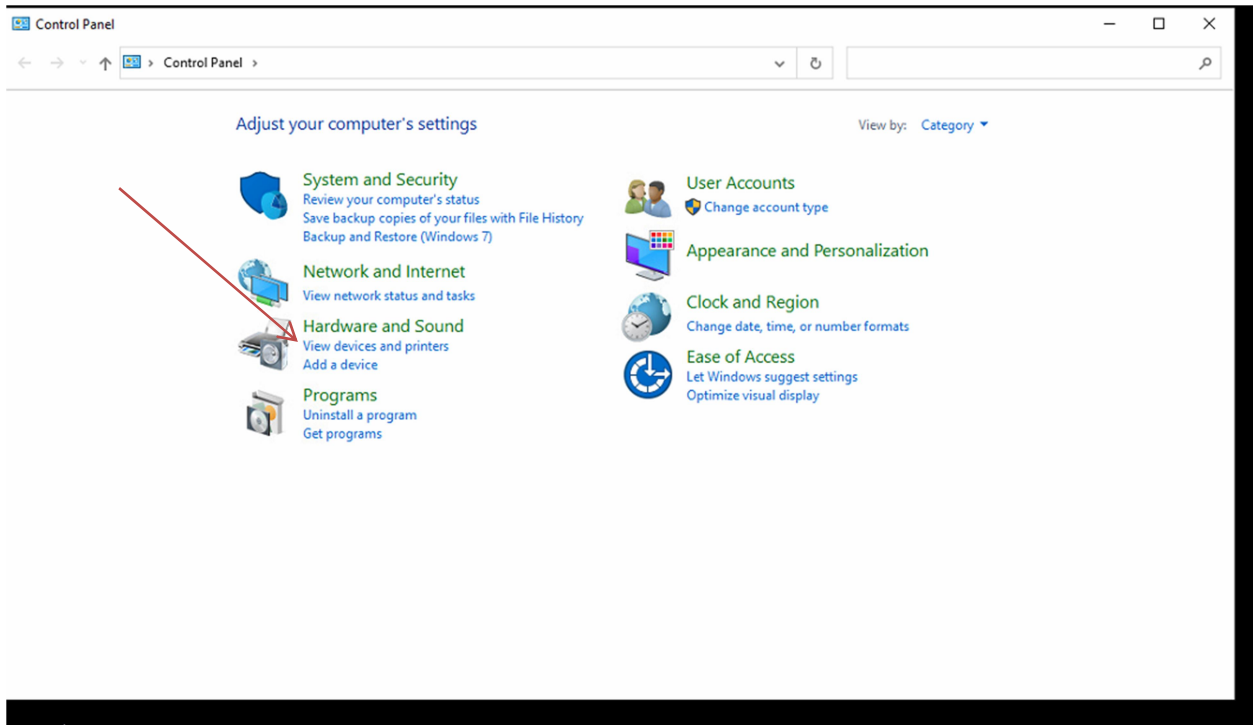 Control Panel
Control Panel
Adjust your computer's settings
View by: Category
System and Security
Review your computer's status
Save backup copies of your files with File History
Backup and Restore (Windows 7)
Network and Internet
View network status and tasks
Hardware and Sound
View devices and printers
Add a device
Programs
Uninstall a program
Get programs
User Accounts
Change account type
Appearance and Personalization
Clock and Region
Change date, time, or number formats
Ease of Access
Let Windows suggest settings
Optimize visual display